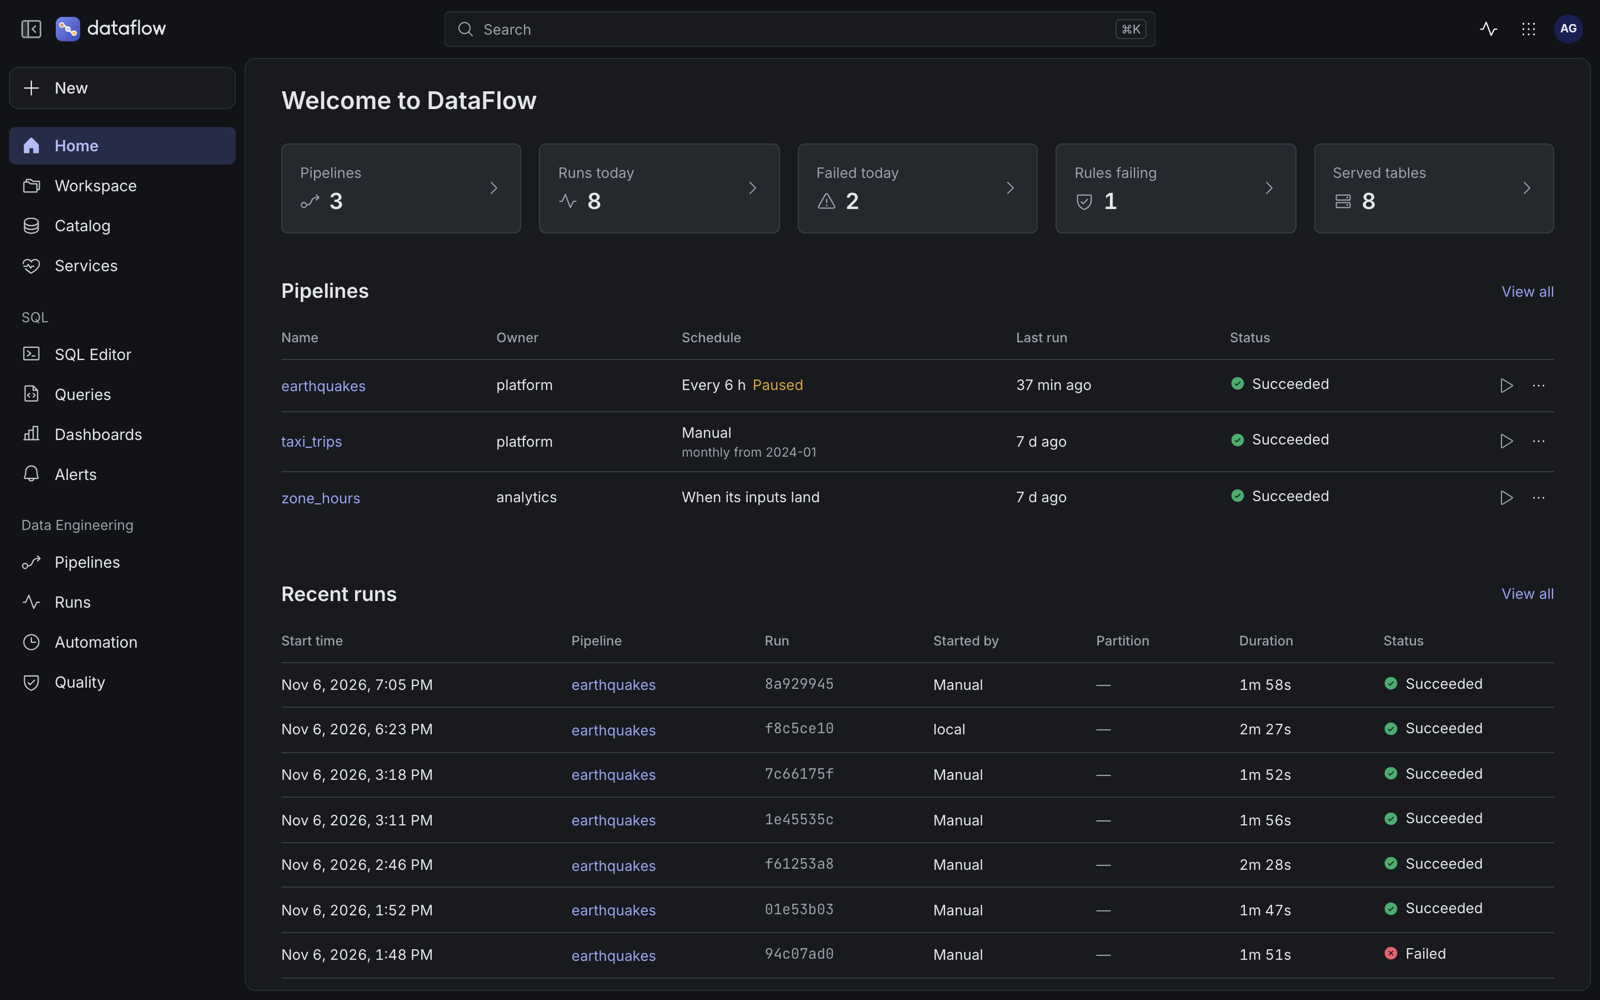 dataflow
Search
⌘K
AG
New
Home
Workspace
Catalog
Services
SQL
SQL Editor
Queries
Dashboards
Alerts
Data Engineering
Pipelines
Runs
Automation
Quality
Welcome to DataFlow
Pipelines
3
Runs today
8
Failed today
2
Rules failing
1
Served tables
8
Pipelines
View all
Name Owner Schedule Last run Status
earthquakes platform Every 6 h Paused 37 min ago Succeeded
taxi_trips platform Manual 7 d ago Succeeded
monthly from 2024-01
zone_hours analytics When its inputs land 7 d ago Succeeded
Recent runs
View all
Start time Pipeline Run Started by Partition Duration Status
Nov 6, 2026, 7:05 PM earthquakes 8a929945 Manual — 1m 58s Succeeded
Nov 6, 2026, 6:23 PM earthquakes f8c5ce10 local — 2m 27s Succeeded
Nov 6, 2026, 3:18 PM earthquakes 7c66175f Manual — 1m 52s Succeeded
Nov 6, 2026, 3:11 PM earthquakes 1e45535c Manual — 1m 56s Succeeded
Nov 6, 2026, 2:46 PM earthquakes f61253a8 Manual — 2m 28s Succeeded
Nov 6, 2026, 1:52 PM earthquakes 01e53b03 Manual — 1m 47s Succeeded
Nov 6, 2026, 1:48 PM earthquakes 94c07ad0 Manual — 1m 51s Failed